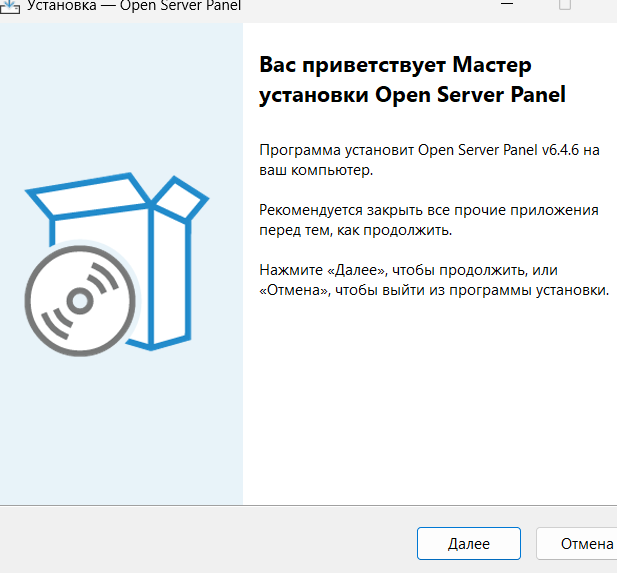 Установка — Open Server Panel
Вас приветствует Мастер
установки Open Server Panel
Программа установит Open Server Panel v6.4.6 на
ваш компьютер.
Рекомендуется закрыть все прочие приложения
перед тем, как продолжить.
Нажмите «Далее», чтобы продолжить, или
«Отмена», чтобы выйти из программы установки.
Далее
Отмена